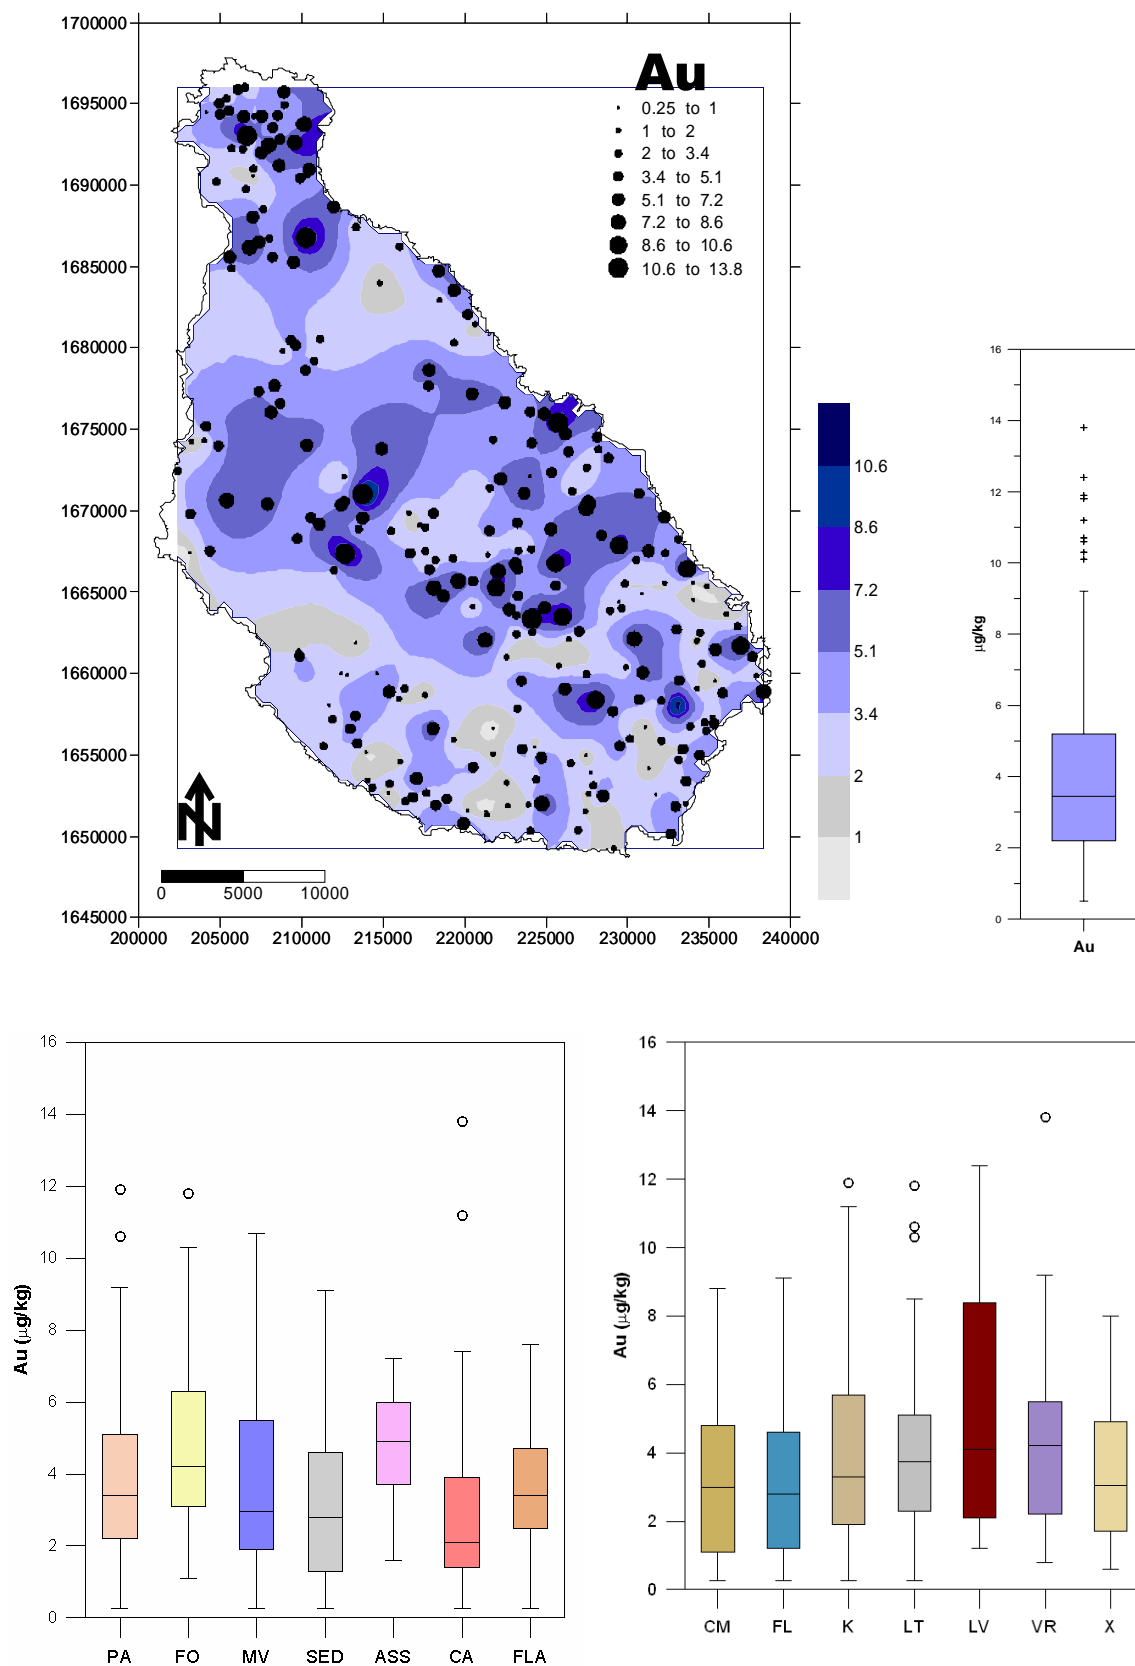 1700000
1695000
1690000
1685000
1680000
1675000
1670000
1665000
1660000
1655000
1650000
1645000
200000 205000 210000 215000 220000 225000 230000 235000 240000
Au
0.25 to 1
1 to 2
2 to 3.4
3.4 to 5.1
5.1 to 7.2
7.2 to 8.6
8.6 to 10.6
10.6 to 13.8
N
0 5000 10000
10.6
8.6
7.2
5.1
3.4
2
1
16
14
12
10
8
6
4
2
0
µg/kg
Au
16
14
12
10
8
6
4
2
0
Au (µg/kg)
PA FO MV SED ASS CA FLA
16
14
12
10
8
6
4
2
0
Au (µg/kg)
CM FL K LT LV VR X